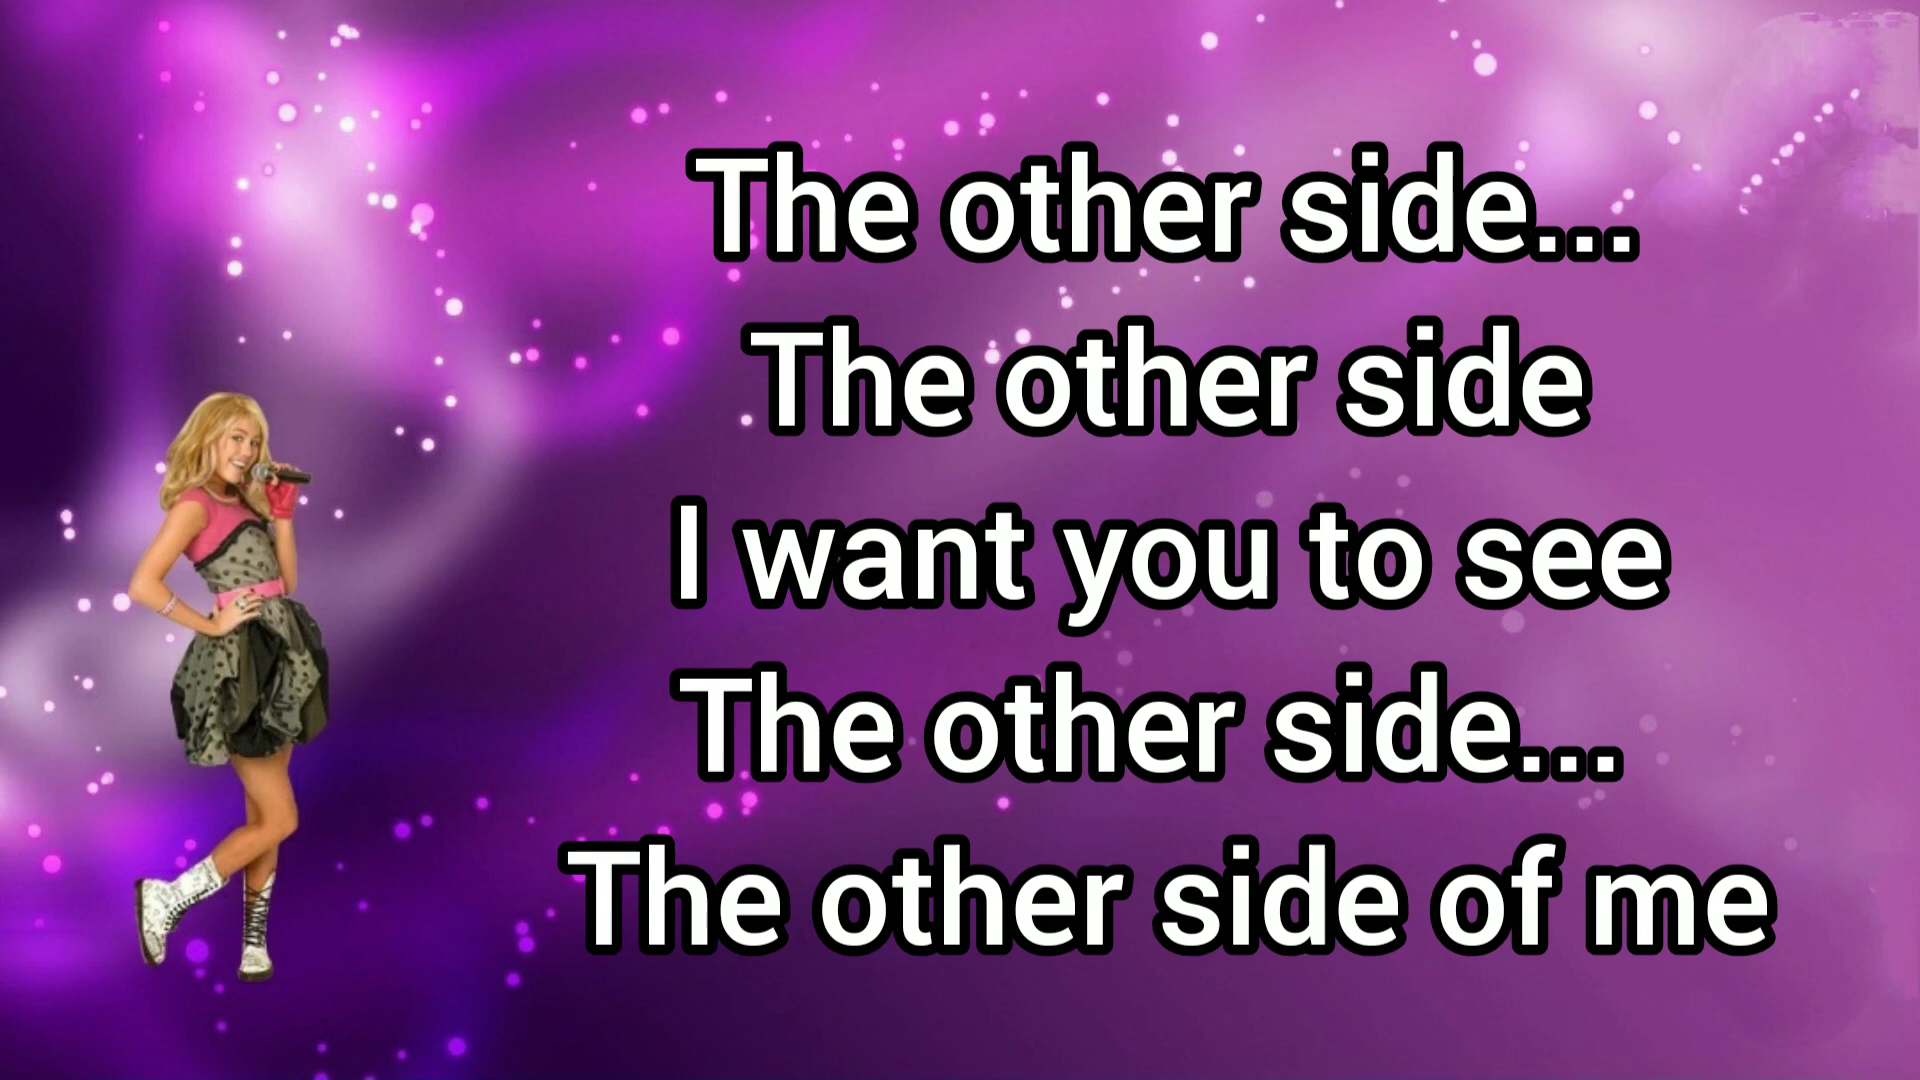 The other side...
The other side
I want you to see
The other side...
The other side of me